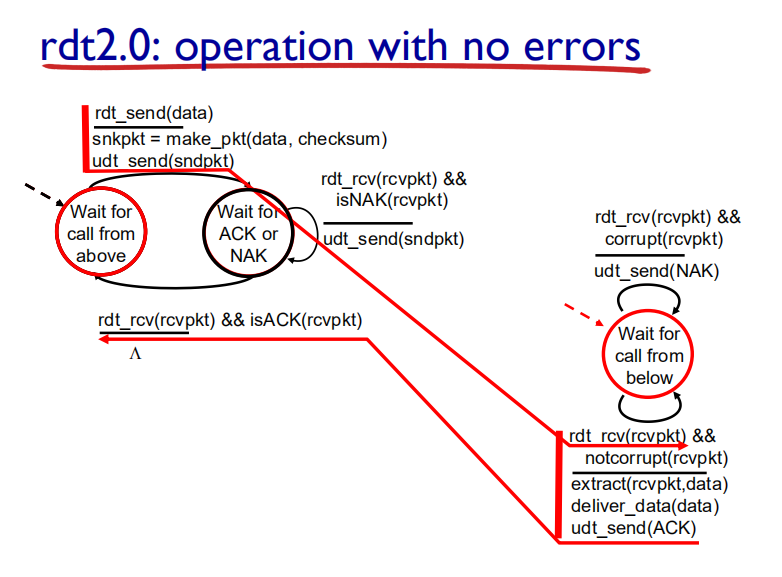 rdt2.0: operation with no errors
rdt_send(data)
snkpkt = make_pkt(data, checksum)
udt_send(sndpkt)
Wait for
call from
above
Wait for
ACK or
NAK
rdt_rcv(rcvpkt) &&
isNAK(rcvpkt)
udt_send(sndpkt)
rdt_rcv(rcvpkt) && isACK(rcvpkt)
Λ
rdt_rcv(rcvpkt) &&
corrupt(rcvpkt)
udt_send(NAK)
Wait for
call from
below
rdt_rcv(rcvpkt) &&
notcorrupt(rcvpkt)
extract(rcvpkt,data)
deliver_data(data)
udt_send(ACK)